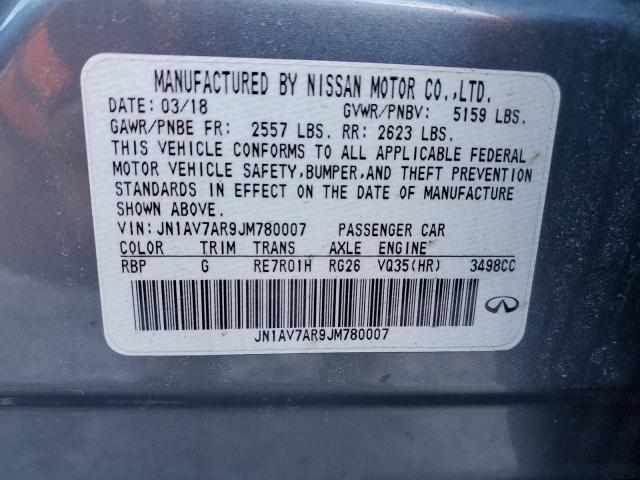 MANUFACTURED BY NISSAN MOTOR CO.,LTD.
DATE: 03/18 GVWR/PNBV: 5159 LBS.
GAWR/PNBE FR: 2557 LBS. RR: 2623 LBS.
THIS VEHICLE CONFORMS TO ALL APPLICABLE FEDERAL
MOTOR VEHICLE SAFETY,BUMPER,AND THEFT PREVENTION
STANDARDS IN EFFECT ON THE DATE OF MANUFACTURE
SHOWN ABOVE.
VIN: JN1AV7AR9JM780007 PASSENGER CAR
COLOR TRIM TRANS AXLE ENGINE
RBP G RE7R01H RG26 VQ35(HR) 3498CC
JN1AV7AR9JM780007